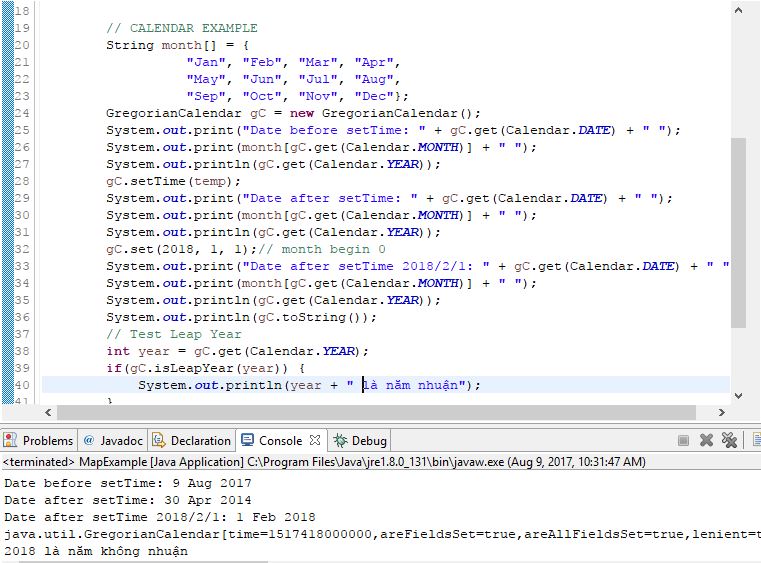 18
19 // CALENDAR EXAMPLE
20 String month[] = {
21 "Jan", "Feb", "Mar", "Apr",
22 "May", "Jun", "Jul", "Aug",
23 "Sep", "Oct", "Nov", "Dec"};
24 GregorianCalendar gC = new GregorianCalendar();
25 System.out.print("Date before setTime: " + gC.get(Calendar.DATE) + " ");
26 System.out.print(month[gC.get(Calendar.MONTH)] + " ");
27 System.out.println(gC.get(Calendar.YEAR));
28 gC.setTime(temp);
29 System.out.print("Date after setTime: " + gC.get(Calendar.DATE) + " ");
30 System.out.print(month[gC.get(Calendar.MONTH)] + " ");
31 System.out.println(gC.get(Calendar.YEAR));
32 gC.set(2018, 1, 1);// month begin 0
33 System.out.print("Date after setTime 2018/2/1: " + gC.get(Calendar.DATE) + " "
34 System.out.print(month[gC.get(Calendar.MONTH)] + " ");
35 System.out.println(gC.get(Calendar.YEAR));
36 System.out.println(gC.toString());
37 // Test Leap Year
38 int year = gC.get(Calendar.YEAR);
39 if(gC.isLeapYear(year)) {
40 System.out.println(year + " là năm nhuận");
41 }
Problems @ Javadoc Declaration Console Debug
<terminated> MapExample [Java Application] C:\Program Files\Java\jre1.8.0_131\bin\javaw.exe (Aug 9, 2017, 10:31:47 AM)
Date before setTime: 9 Aug 2017
Date after setTime: 30 Apr 2014
Date after setTime 2018/2/1: 1 Feb 2018
java.util.GregorianCalendar[time=1517418000000,areFieldsSet=true,areAllFieldsSet=true,lenient=t
2018 là năm không nhuận